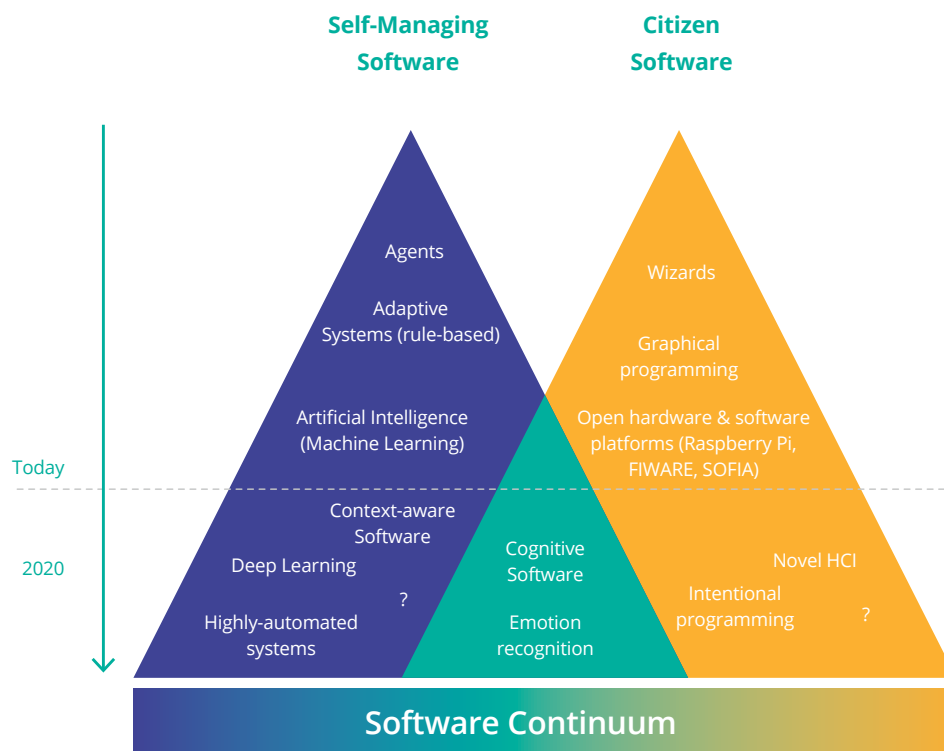 Self-Managing
Software
Citizen
Software
Agents
Adaptive
Systems (rule-based)
Artificial Intelligence
(Machine Learning)
Wizards
Graphical
programming
Open hardware & software
platforms (Raspberry Pi,
FIWARE, SOFIA)
Today
2020
Context-aware
Software
Deep Learning
?
Highly-automated
systems
Cognitive
Software
Emotion
recognition
Novel HCI
Intentional
programming
?
Software Continuum